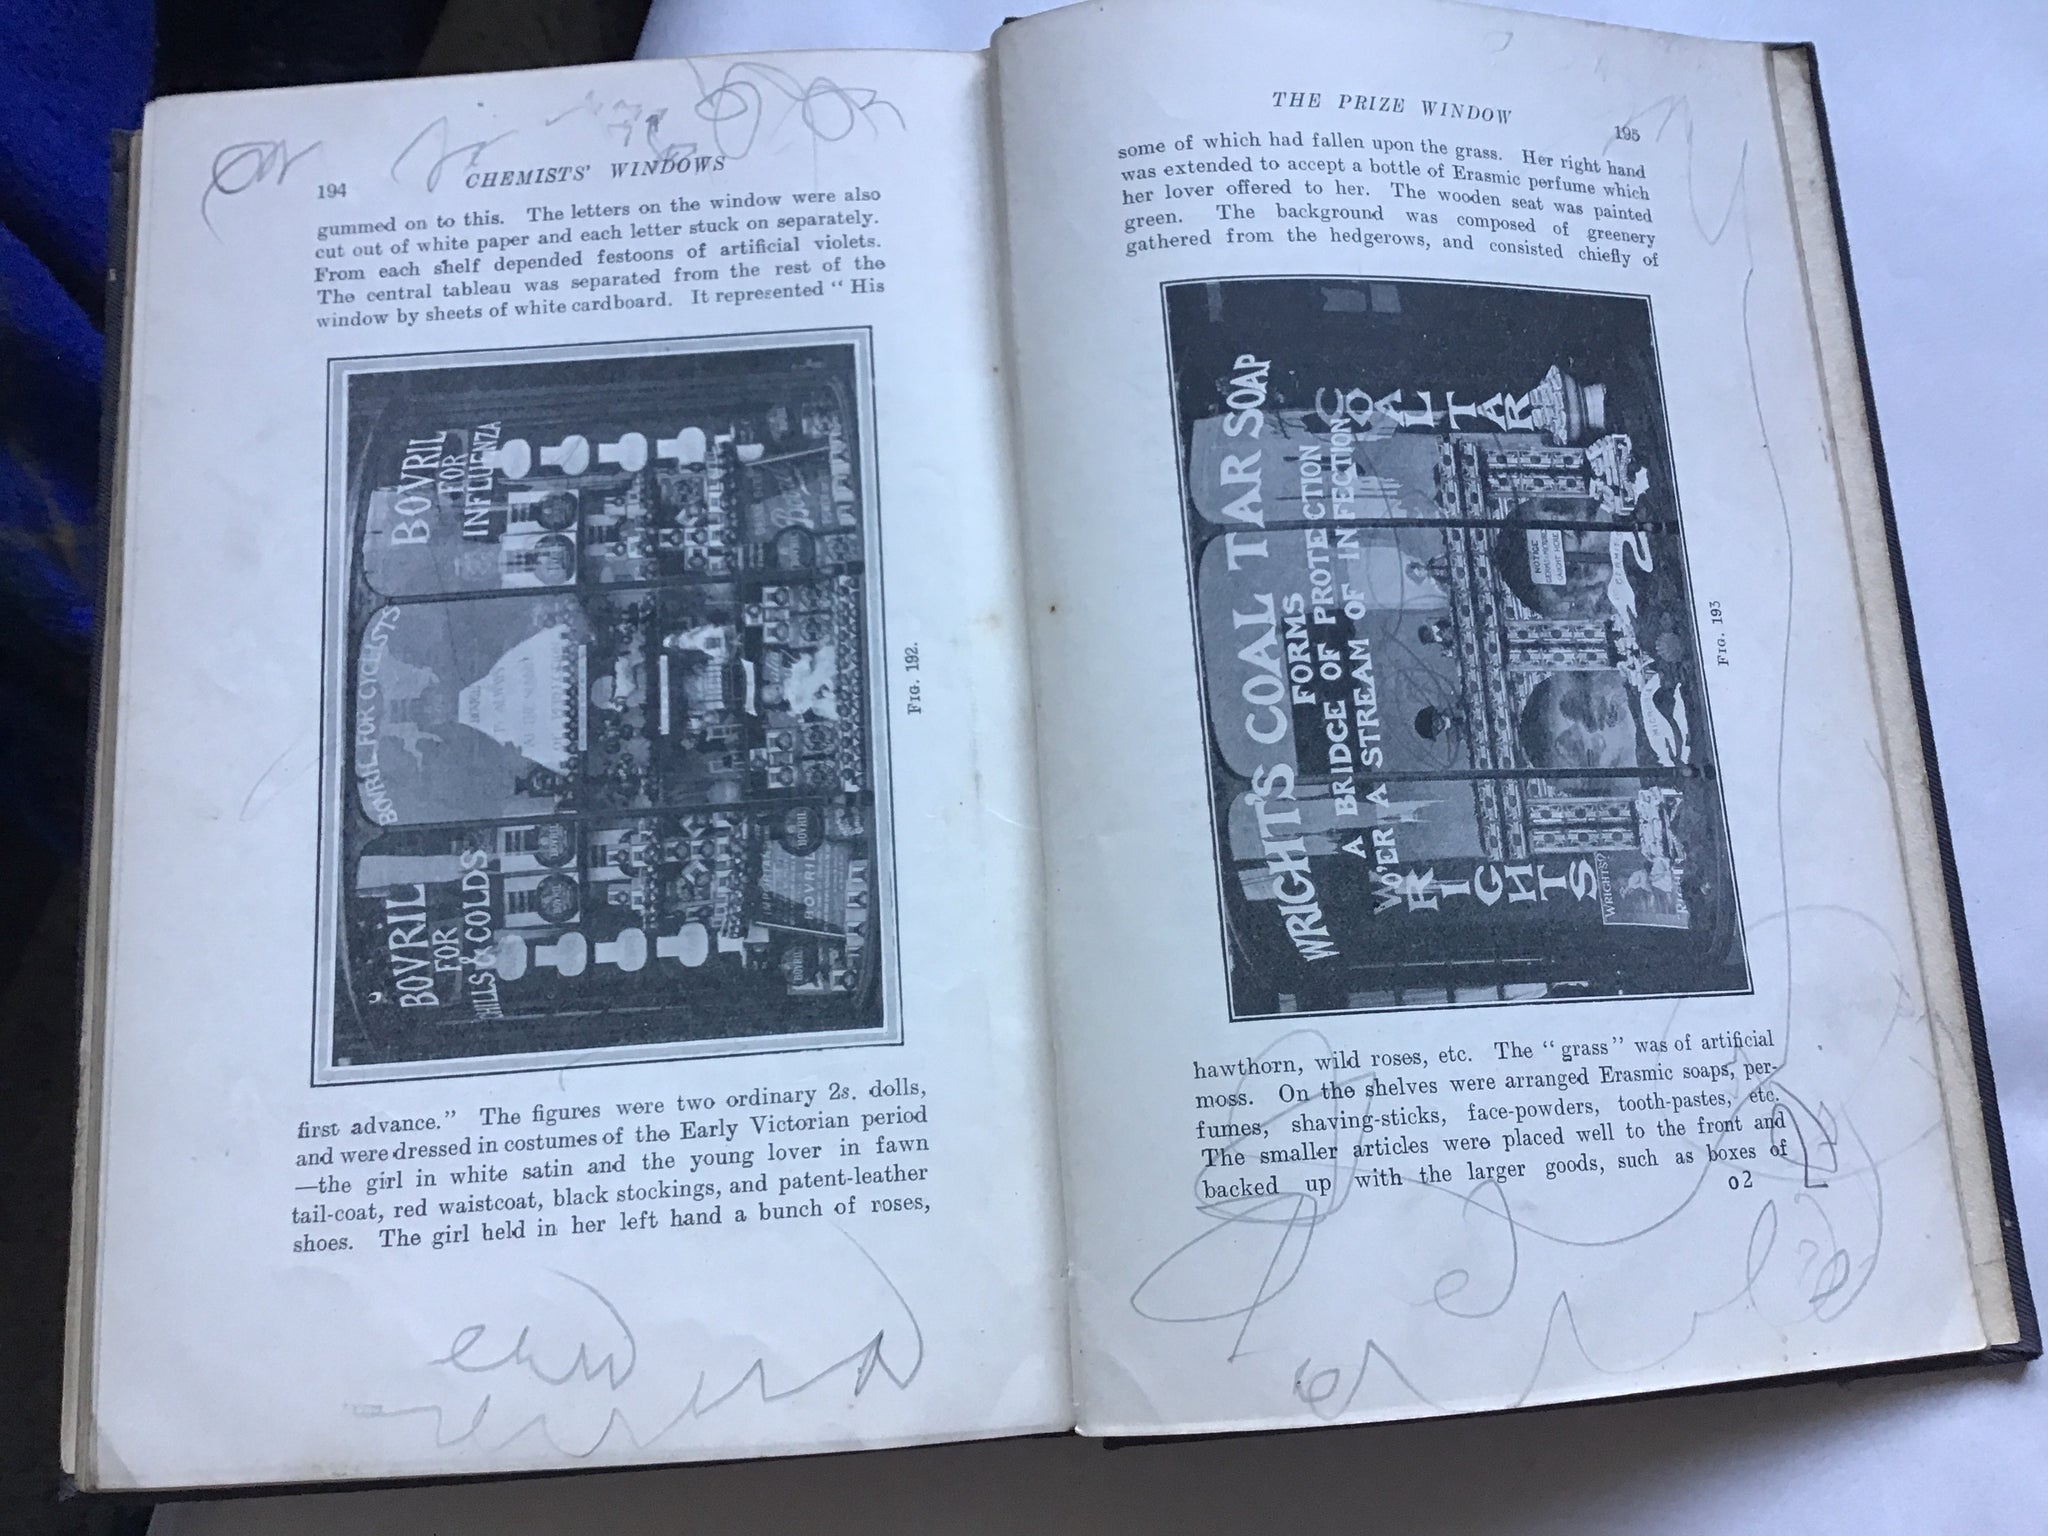 194
CHEMISTS' WINDOWS
gummed on to this. The letters on the window were also
cut out of white paper and each letter stuck on separately.
From each shelf depended festoons of artificial violets.
The central tableau was separated from the rest of the
window by sheets of white cardboard. It represented “ His
BOVRIL
FOR
INFLUENZA
BOVRIL FOR CYCLISTS
BOVRIL
FOR
CHILLS & COLDS
BOVRIL
BOVRIL
FIG. 192.
first advance.” The figures were two ordinary 2s. dolls,
and were dressed in costumes of the Early Victorian period
—the girl in white satin and the young lover in fawn
tail-coat, red waistcoat, black stockings, and patent-leather
shoes. The girl held in her left hand a bunch of roses,
THE PRIZE WINDOW
195
some of which had fallen upon the grass. Her right hand
was extended to accept a bottle of Erasmic perfume which
her lover offered to her. The wooden seat was painted
green. The background was composed of greenery
gathered from the hedgerows, and consisted chiefly of
WRIGHT'S COAL TAR SOAP
FORMS
A BRIDGE OF PROTECTION
O'ER A STREAM OF INFECTION
WRIGHTS
COAL TAR
NOTICE
WRIGHTS?
FIG. 193
hawthorn, wild roses, etc. The “ grass ” was of artificial
moss. On the shelves were arranged Erasmic soaps, per-
fumes, shaving-sticks, face-powders, tooth-pastes, etc.
The smaller articles were placed well to the front and
backed up with the larger goods, such as boxes of
o 2